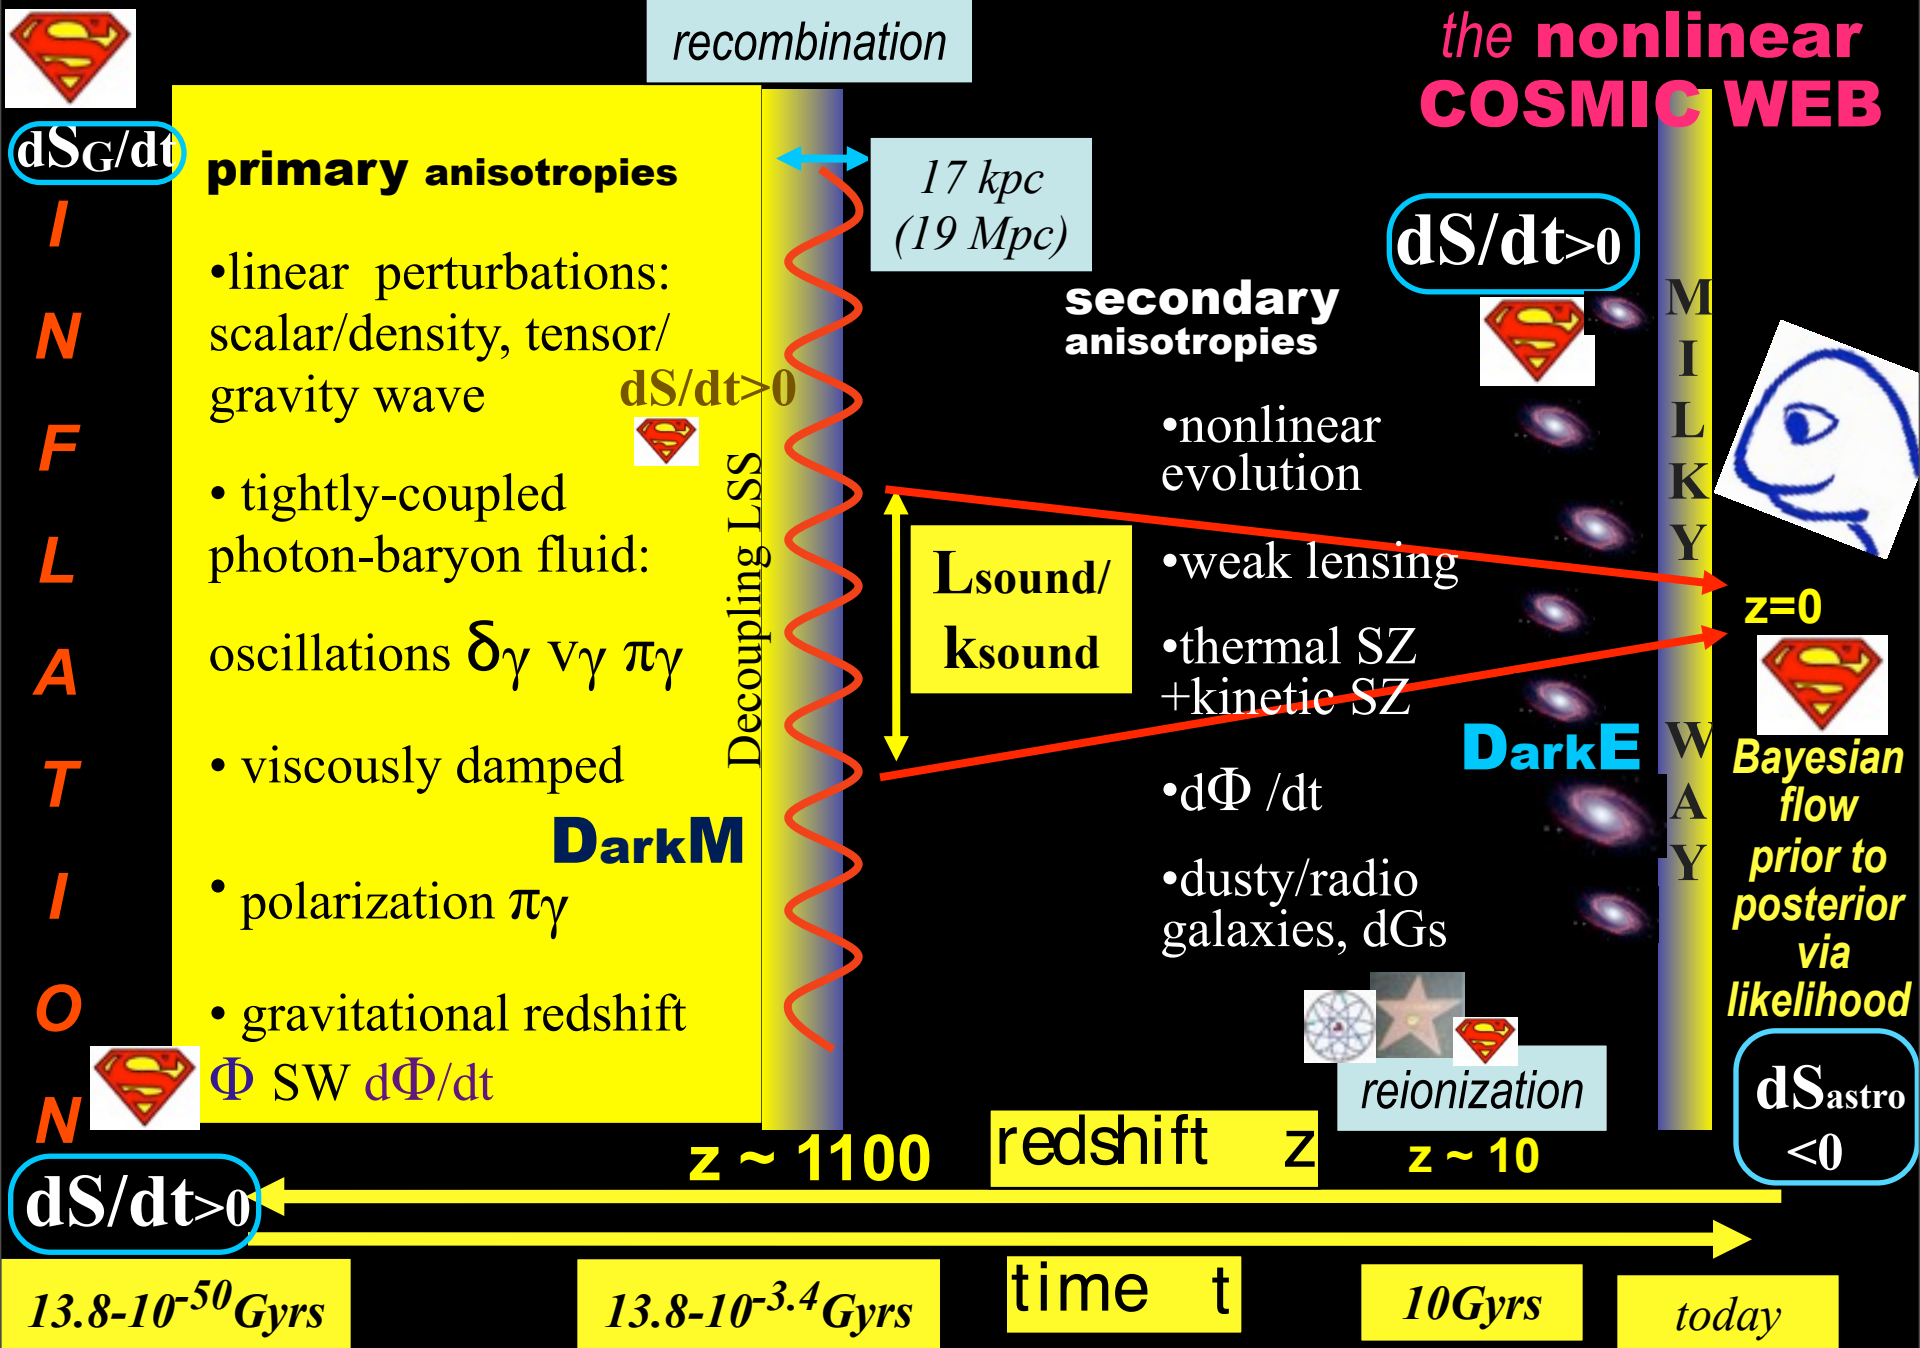 recombination
the nonlinear
COSMIC WEB
dSG/dt
INFLATION
primary anisotropies
•linear perturbations:
scalar/density, tensor/
gravity wave
dS/dt>0
• tightly-coupled
photon-baryon fluid:
oscillations δγ vγ πγ
• viscously damped
DarkM
• polarization πγ
• gravitational redshift
Φ SW dΦ/dt
Decoupling LSS
17 kpc
(19 Mpc)
Lsound/
ksound
secondary
anisotropies
•nonlinear
evolution
•weak lensing
•thermal SZ
+kinetic SZ
•dΦ /dt
•dusty/radio
galaxies, dGs
dS/dt>0
DarkE
MILKY WAY
reionization
z=0
Bayesian
flow
prior to
posterior
via
likelihood
dSastro
<0
z ~ 1100
redshift z
z ~ 10
dS/dt>0
13.8-10^-50Gyrs
13.8-10^-3.4Gyrs
time t
10Gyrs
today